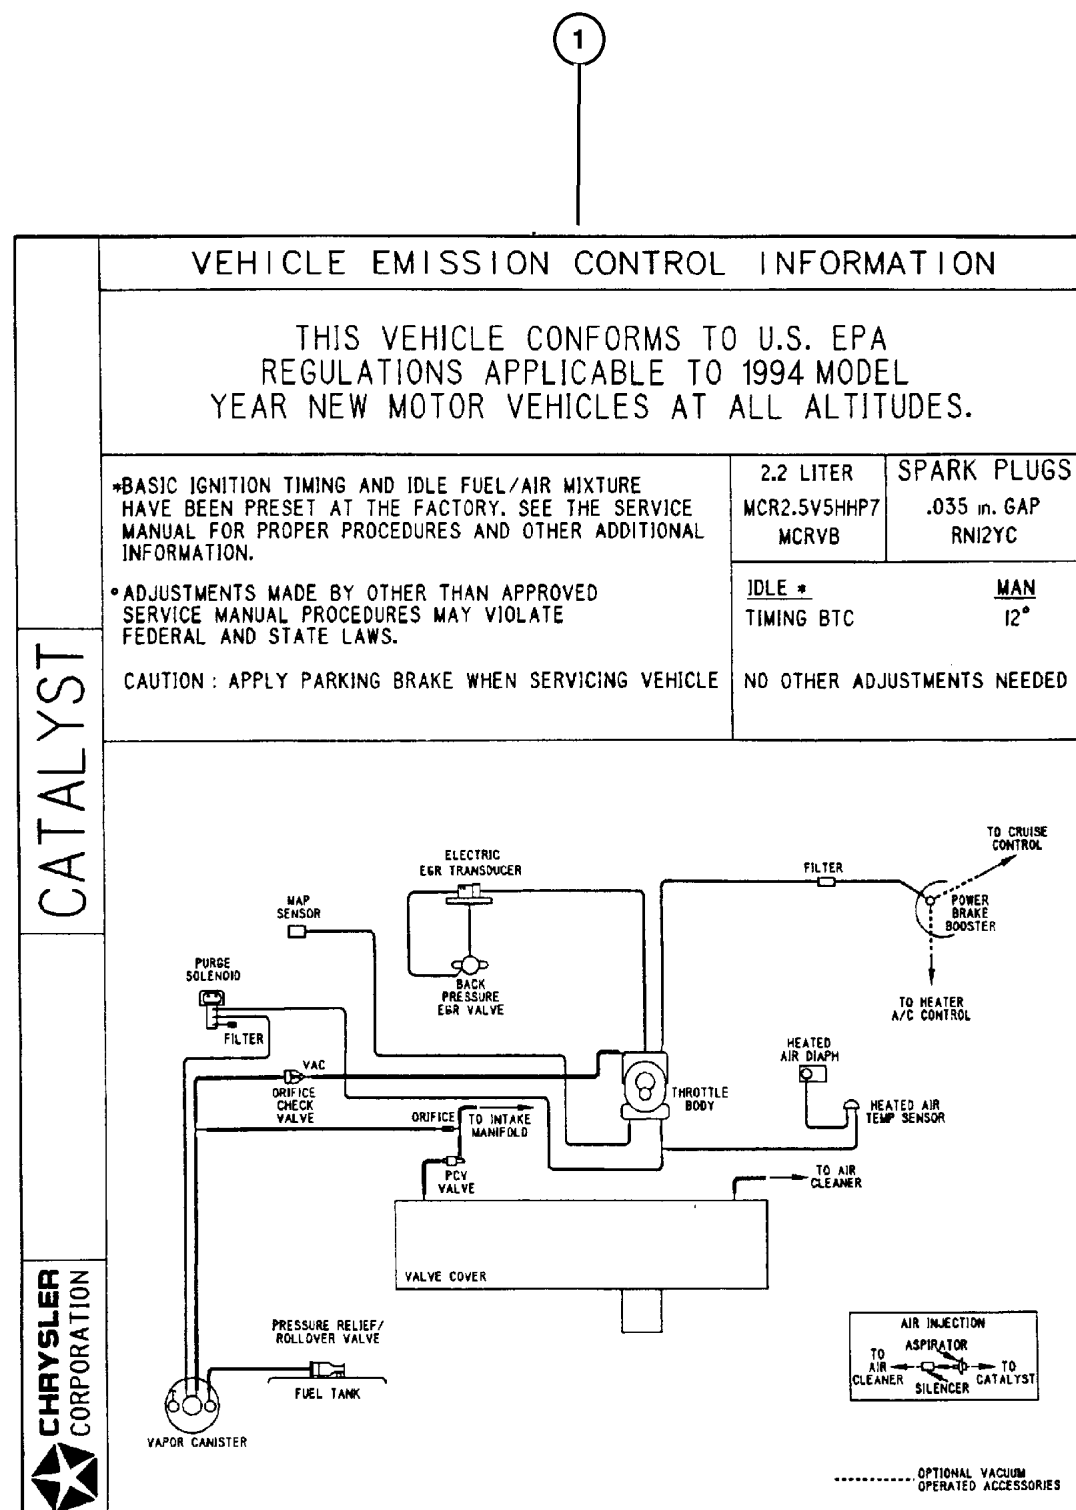 1
VEHICLE EMISSION CONTROL INFORMATION
THIS VEHICLE CONFORMS TO U.S. EPA
REGULATIONS APPLICABLE TO 1994 MODEL
YEAR NEW MOTOR VEHICLES AT ALL ALTITUDES.
*BASIC IGNITION TIMING AND IDLE FUEL/AIR MIXTURE
HAVE BEEN PRESET AT THE FACTORY. SEE THE SERVICE
MANUAL FOR PROPER PROCEDURES AND OTHER ADDITIONAL
INFORMATION.
•ADJUSTMENTS MADE BY OTHER THAN APPROVED
SERVICE MANUAL PROCEDURES MAY VIOLATE
FEDERAL AND STATE LAWS.
CAUTION : APPLY PARKING BRAKE WHEN SERVICING VEHICLE
2.2 LITER
MCR2.5V5HHP7
MCRVB
SPARK PLUGS
.035 in. GAP
RN12YC
IDLE * MAN
TIMING BTC 12°
NO OTHER ADJUSTMENTS NEEDED
CATALYST
CHRYSLER
CORPORATION
ELECTRIC
EGR TRANSDUCER
MAP
SENSOR
PURGE
SOLENOID
FILTER
BACK
PRESSURE
EGR VALVE
FILTER
TO CRUISE
CONTROL
POWER
BRAKE
BOOSTER
TO HEATER
A/C CONTROL
VAC
ORIFICE
CHECK
VALVE
ORIFICE
TO INTAKE
MANIFOLD
PCV
VALVE
THROTTLE
BODY
HEATED
AIR DIAPH
HEATED AIR
TEMP SENSOR
TO AIR
CLEANER
VALVE COVER
PRESSURE RELIEF/
ROLLOVER VALVE
FUEL TANK
VAPOR CANISTER
AIR INJECTION
ASPIRATOR
TO
AIR
CLEANER
SILENCER
TO
CATALYST
OPTIONAL VACUUM
OPERATED ACCESSORIES